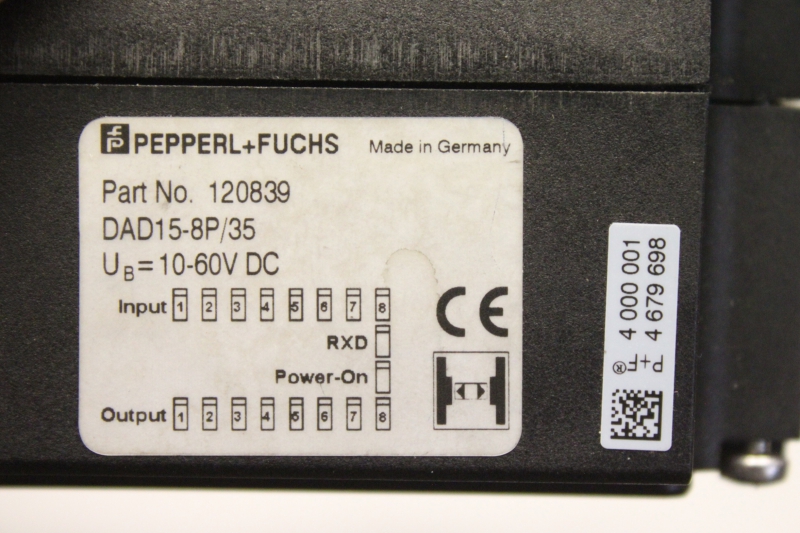 PEPPERL+FUCHS Made in Germany
Part No. 120839
DAD15-8P/35
UB=10-60V DC
Input 1 2 3 4 5 6 7 8
RXD
Power-On
Output 1 2 3 4 5 6 7 8
CE
P+F®
4 000 001
4 679 698